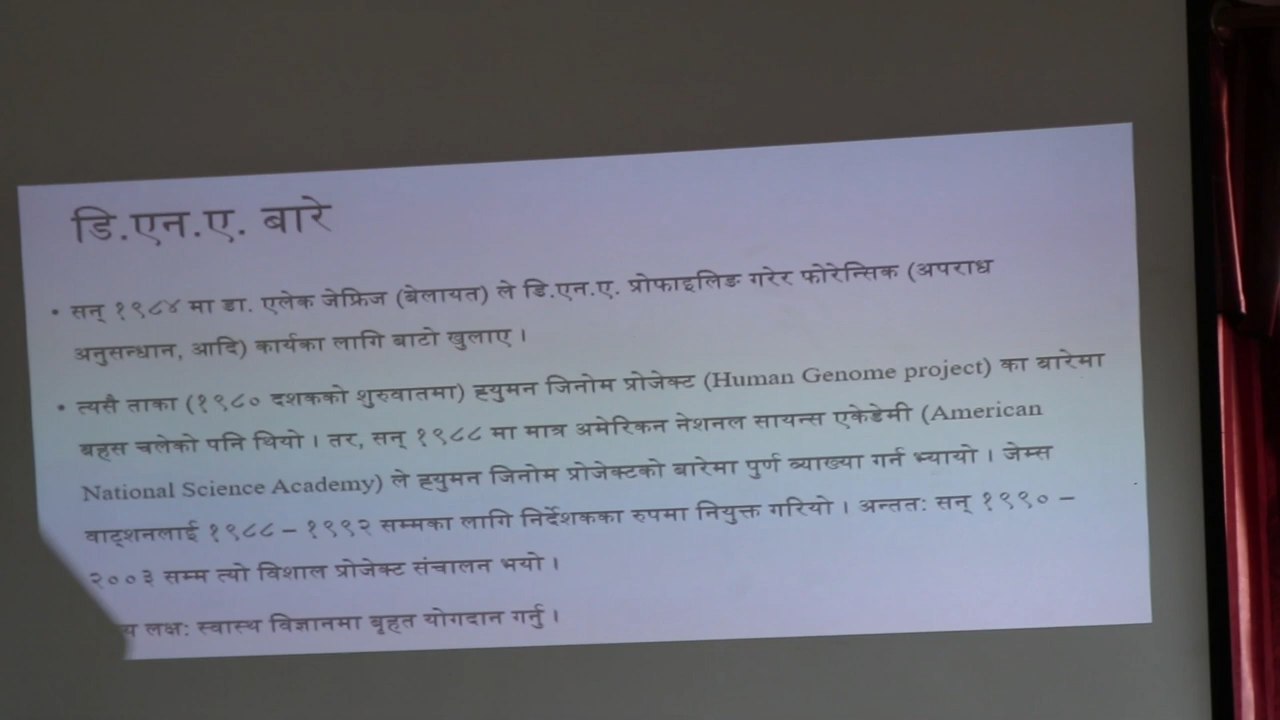 डि.एन.ए. बारे
• सन् १९८४ मा डा. एलेक जेफ्रिज (बेलायत) ले डि.एन.ए. प्रोफाइलिङ गरेर फोरेन्सिक (अपराध
अनुसन्धान, आदि) कार्यका लागि बाटो खुलाए ।
• त्यसै ताका (१९८० दशकको शुरुवातमा) ह्युमन जिनोम प्रोजेक्ट (Human Genome project) का बारेमा
बहस चलेको पनि थियो । तर, सन् १९८८ मा मात्र अमेरिकन नेशनल सायन्स एकेडेमी (American
National Science Academy) ले ह्युमन जिनोम प्रोजेक्टको बारेमा पुर्ण व्याख्या गर्न भ्यायो । जेम्स
वाट्शनलाई १९८८ – १९९२ सम्मका लागि निर्देशकका रुपमा नियुक्त गरियो । अन्तत: सन् १९९० –
२००३ सम्म त्यो विशाल प्रोजेक्ट संचालन भयो ।
लक्ष: स्वास्थ विज्ञानमा बृहत योगदान गर्नु ।